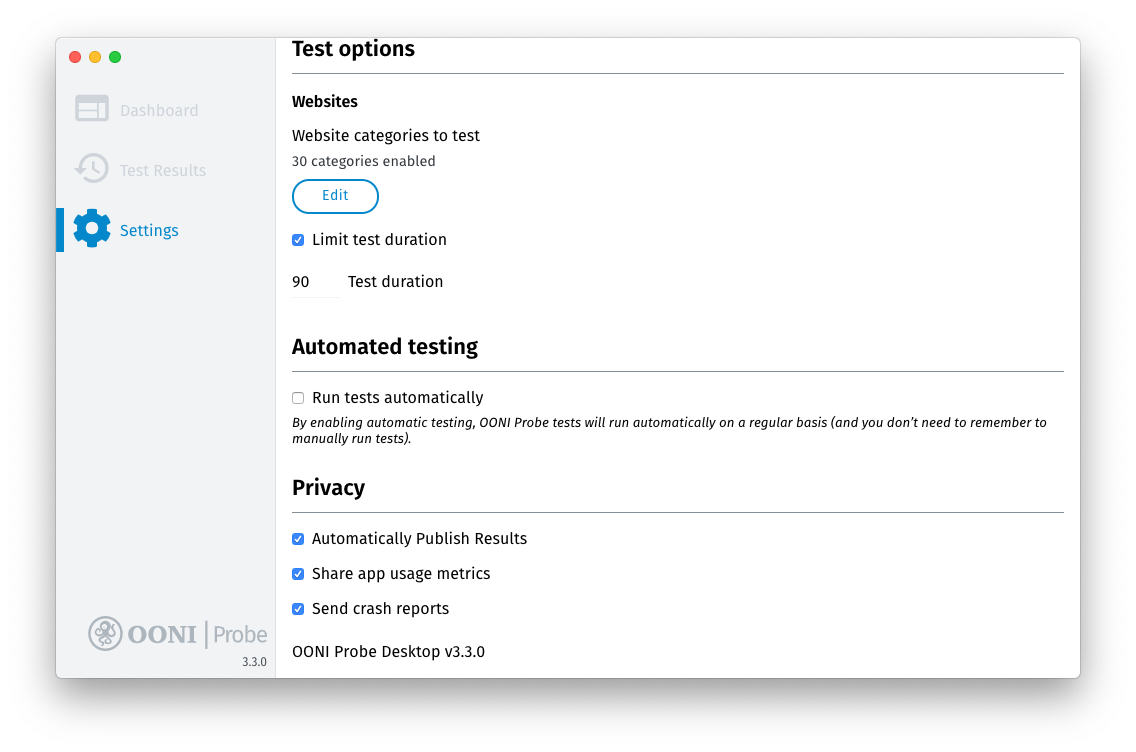 Dashboard
Test Results
Settings
OONI Probe
3.3.0
Test options
Websites
Website categories to test
30 categories enabled
Edit
Limit test duration
90 Test duration
Automated testing
Run tests automatically
By enabling automatic testing, OONI Probe tests will run automatically on a regular basis (and you don’t need to remember to
manually run tests).
Privacy
Automatically Publish Results
Share app usage metrics
Send crash reports
OONI Probe Desktop v3.3.0